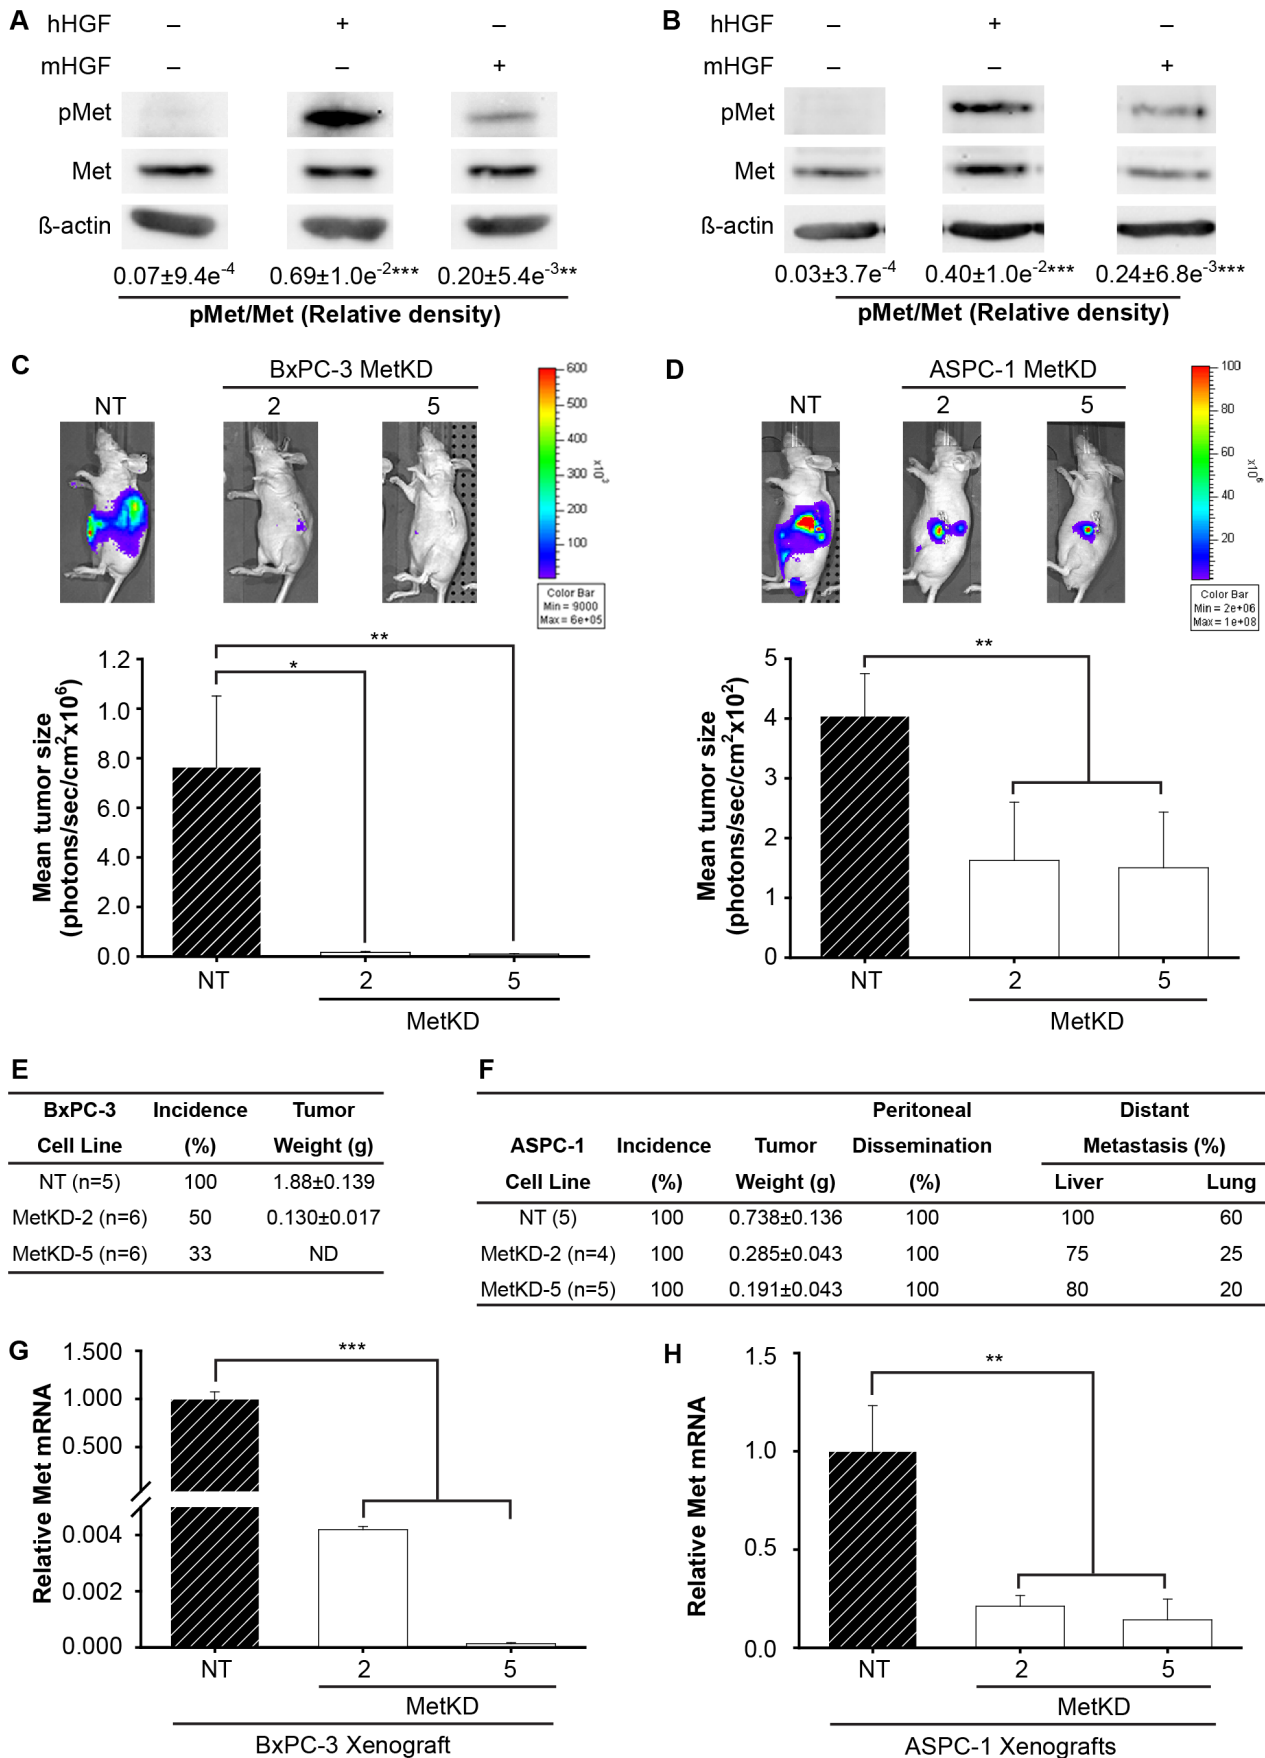 A
hHGF – + –
mHGF – – +
pMet
Met
ß-actin
0.07±9.4e-4 0.69±1.0e-2*** 0.20±5.4e-3**
pMet/Met (Relative density)
B
hHGF – + –
mHGF – – +
pMet
Met
ß-actin
0.03±3.7e-4 0.40±1.0e-2*** 0.24±6.8e-3***
pMet/Met (Relative density)
C
BxPC-3 MetKD
NT 2 5
600
500
400
300
200
100
x10³
Color Bar
Min = 9000
Max = 6e+05
**
*
Mean tumor size
(photons/sec/cm²x10⁶)
1.2
1.0
8.0
6.0
4.0
2.0
0.0
NT 2 5
MetKD
D
ASPC-1 MetKD
NT 2 5
100
80
60
40
20
x10⁶
Color Bar
Min = 2e+06
Max = 1e+08
**
Mean tumor size
(photons/sec/cm²x10²)
5
4
3
2
1
0
NT 2 5
MetKD
E
BxPC-3 Incidence Tumor
Cell Line (%) Weight (g)
NT (n=5) 100 1.88±0.139
MetKD-2 (n=6) 50 0.130±0.017
MetKD-5 (n=6) 33 ND
F
Peritoneal Distant
ASPC-1 Incidence Tumor Dissemination Metastasis (%)
Cell Line (%) Weight (g) (%) Liver Lung
NT (5) 100 0.738±0.136 100 100 60
MetKD-2 (n=4) 100 0.285±0.043 100 75 25
MetKD-5 (n=5) 100 0.191±0.043 100 80 20
G
***
Relative Met mRNA
1.500
1.000
0.500
0.004
0.002
0.000
NT 2 5
MetKD
BxPC-3 Xenograft
H
**
Relative Met mRNA
1.5
1.0
0.5
0.0
NT 2 5
MetKD
ASPC-1 Xenografts